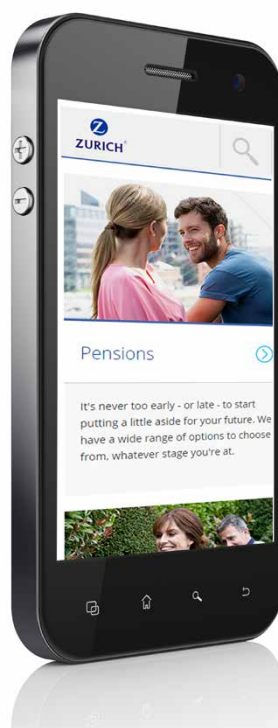 ZURICH®
Pensions
It's never too early - or late - to start
putting a little aside for your future. We
have a wide range of options to choose
from, whatever stage you're at.